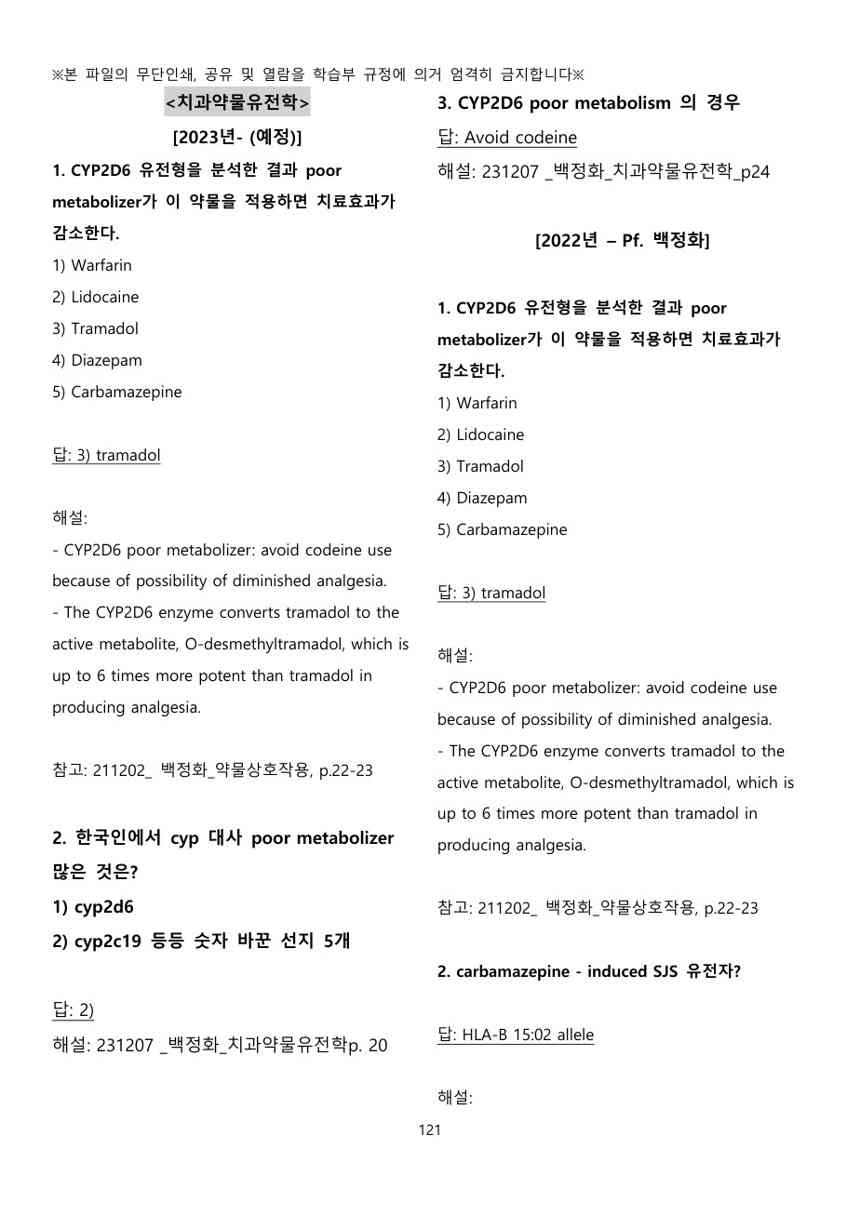 ※본 파일의 무단인쇄, 공유 및 열람을 학습부 규정에 의거 엄격히 금지합니다※
<치과약물유전학>
[2023년- (예정)]
1. CYP2D6 유전형을 분석한 결과 poor
metabolizer가 이 약물을 적용하면 치료효과가
감소한다.
1) Warfarin
2) Lidocaine
3) Tramadol
4) Diazepam
5) Carbamazepine
답: 3) tramadol
해설:
- CYP2D6 poor metabolizer: avoid codeine use
because of possibility of diminished analgesia.
- The CYP2D6 enzyme converts tramadol to the
active metabolite, O-desmethyltramadol, which is
up to 6 times more potent than tramadol in
producing analgesia.
참고: 211202_ 백정화_약물상호작용, p.22-23
2. 한국인에서 cyp 대사 poor metabolizer
많은 것은?
1) cyp2d6
2) cyp2c19 등등 숫자 바꾼 선지 5개
답: 2)
해설: 231207 _백정화_치과약물유전학p. 20
3. CYP2D6 poor metabolism 의 경우
답: Avoid codeine
해설: 231207 _백정화_치과약물유전학_p24
[2022년 – Pf. 백정화]
1. CYP2D6 유전형을 분석한 결과 poor
metabolizer가 이 약물을 적용하면 치료효과가
감소한다.
1) Warfarin
2) Lidocaine
3) Tramadol
4) Diazepam
5) Carbamazepine
답: 3) tramadol
해설:
- CYP2D6 poor metabolizer: avoid codeine use
because of possibility of diminished analgesia.
- The CYP2D6 enzyme converts tramadol to the
active metabolite, O-desmethyltramadol, which is
up to 6 times more potent than tramadol in
producing analgesia.
참고: 211202_ 백정화_약물상호작용, p.22-23
2. carbamazepine - induced SJS 유전자?
답: HLA-B 15:02 allele
해설:
121